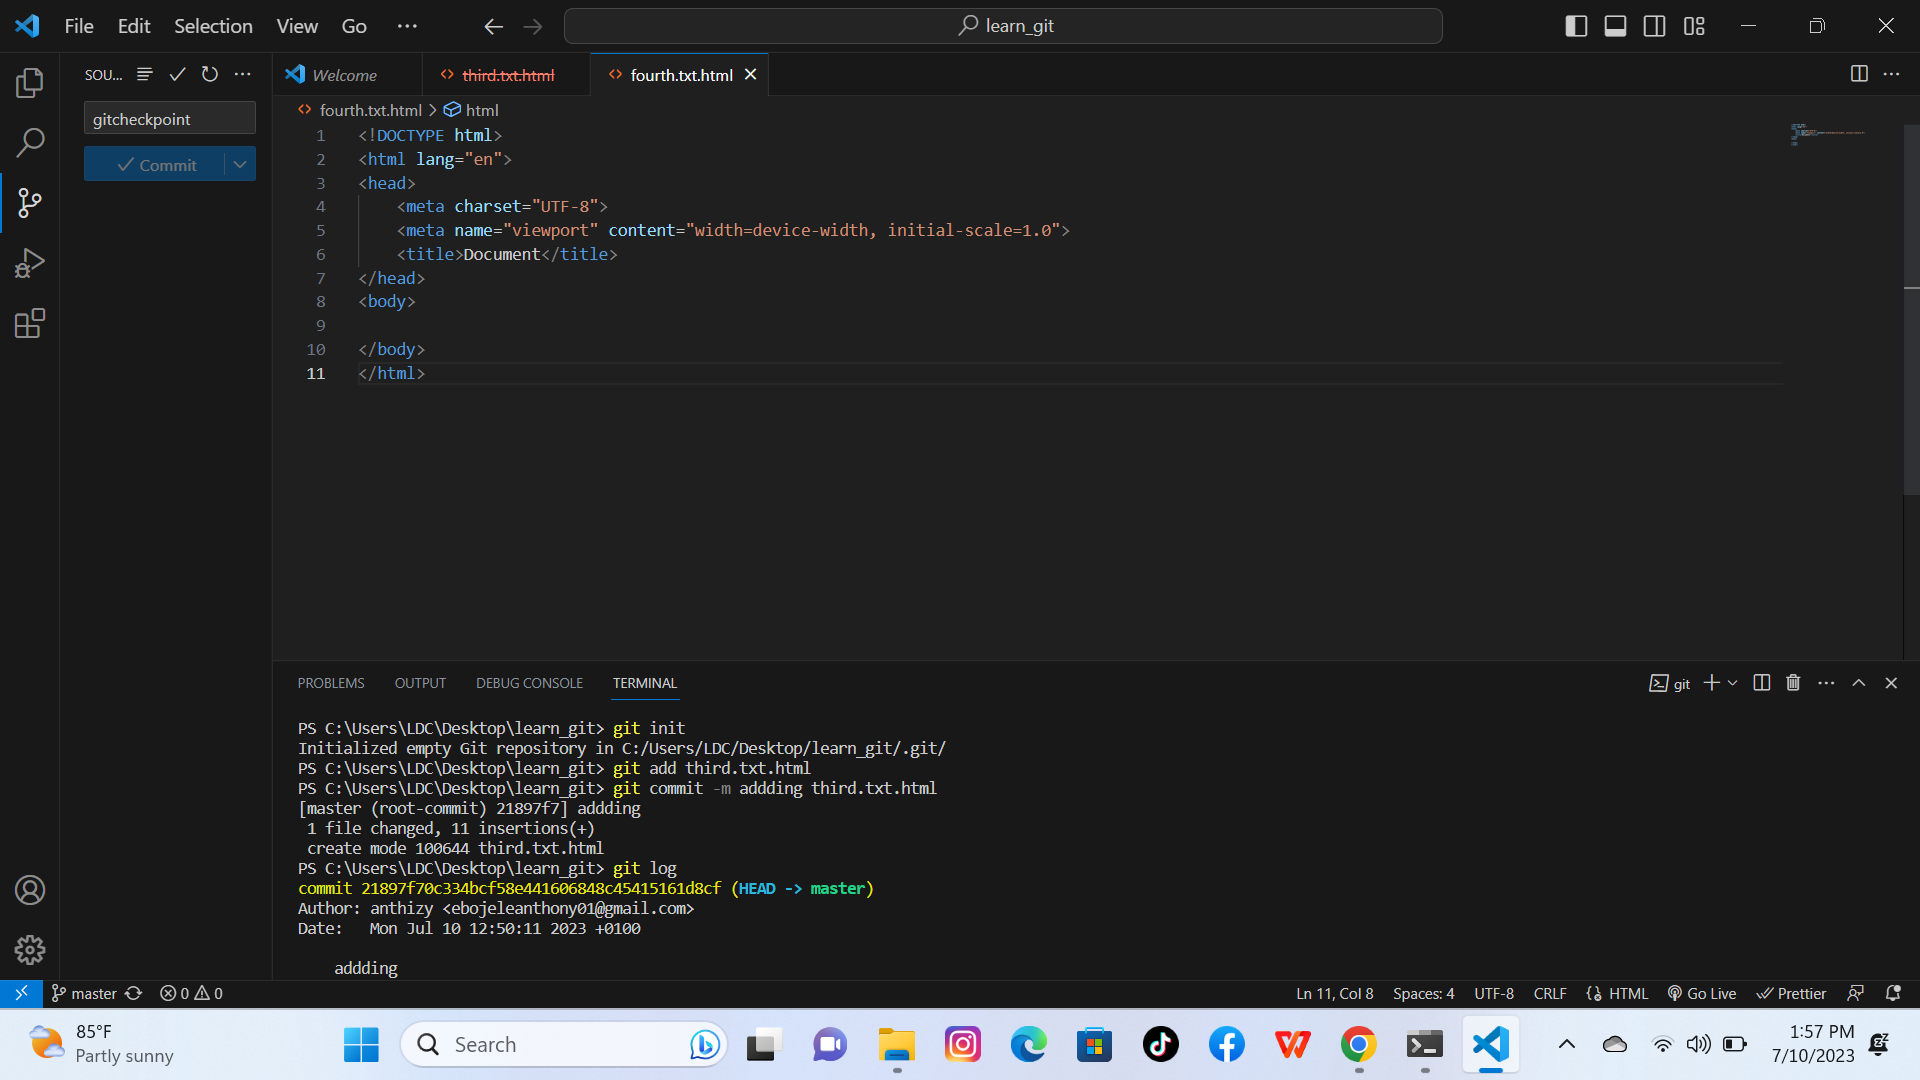 File Edit Selection View Go ··· learn_git
SOU...
Welcome third.txt.html fourth.txt.html
gitcheckpoint
Commit
fourth.txt.html > html
1 <!DOCTYPE html>
2 <html lang="en">
3 <head>
4 <meta charset="UTF-8">
5 <meta name="viewport" content="width=device-width, initial-scale=1.0">
6 <title>Document</title>
7 </head>
8 <body>
9
10 </body>
11 </html>
PROBLEMS OUTPUT DEBUG CONSOLE TERMINAL git
PS C:\Users\LDC\Desktop\learn_git> git init
Initialized empty Git repository in C:/Users/LDC/Desktop/learn_git/.git/
PS C:\Users\LDC\Desktop\learn_git> git add third.txt.html
PS C:\Users\LDC\Desktop\learn_git> git commit -m addding third.txt.html
[master (root-commit) 21897f7] addding
1 file changed, 11 insertions(+)
create mode 100644 third.txt.html
PS C:\Users\LDC\Desktop\learn_git> git log
commit 21897f70c334bcf58e441606848c45415161d8cf (HEAD -> master)
Author: anthizy <ebojeleanthony01@gmail.com>
Date:   Mon Jul 10 12:50:11 2023 +0100
addding
master 0 0 Ln 11, Col 8 Spaces: 4 UTF-8 CRLF HTML Go Live Prettier
85°F
Partly sunny
Search
1:57 PM
7/10/2023